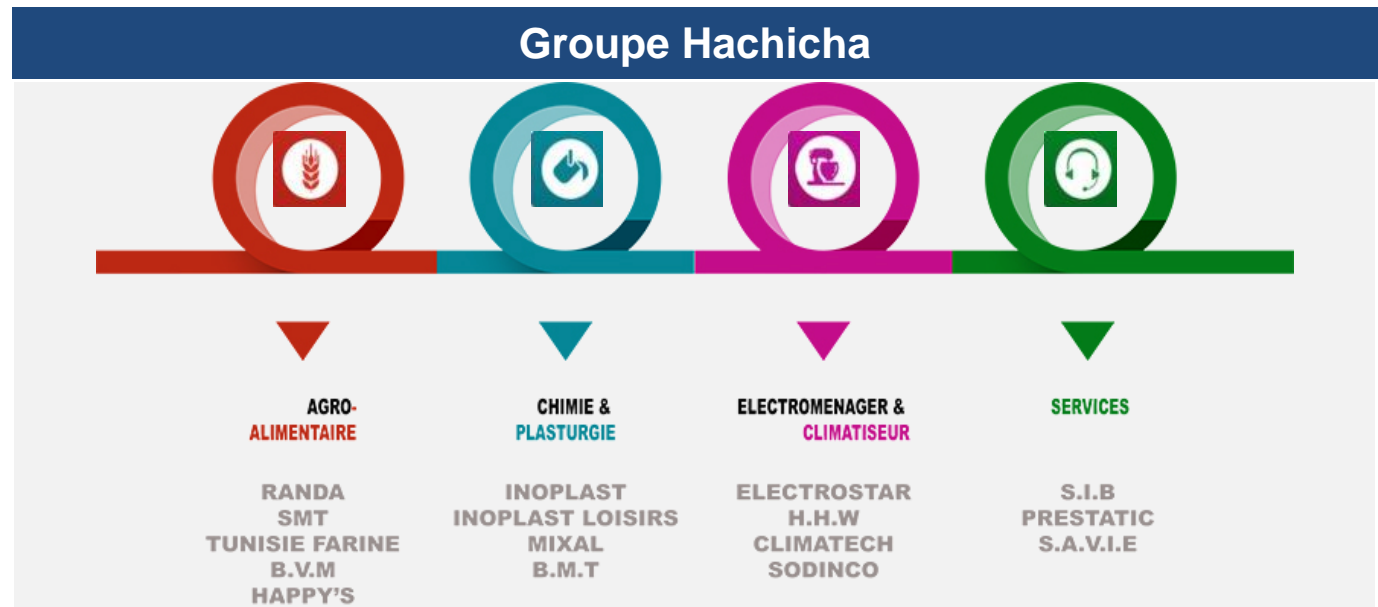 Groupe Hachicha
AGRO-
ALIMENTAIRE
RANDA
SMT
TUNISIE FARINE
B.V.M
HAPPY'S
CHIMIE &
PLASTURGIE
INOPLAST
INOPLAST LOISIRS
MIXAL
B.M.T
ELECTROMENAGER &
CLIMATISEUR
ELECTROSTAR
H.H.W
CLIMATECH
SODINCO
SERVICES
S.I.B
PRESTATIC
S.A.V.I.E